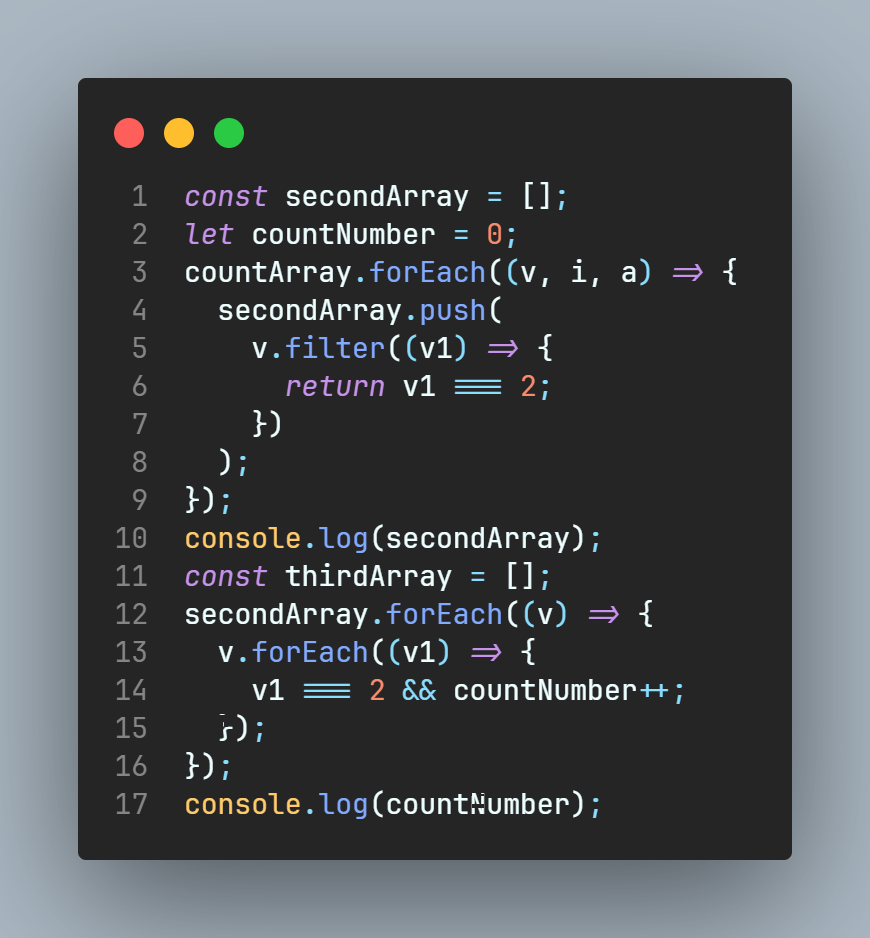 1 const secondArray = [];
2 let countNumber = 0;
3 countArray.forEach((v, i, a) => {
4   secondArray.push(
5     v.filter((v1) => {
6       return v1 === 2;
7     })
8   );
9 });
10 console.log(secondArray);
11 const thirdArray = [];
12 secondArray.forEach((v) => {
13   v.forEach((v1) => {
14     v1 === 2 && countNumber++;
15   });
16 });
17 console.log(countNumber);